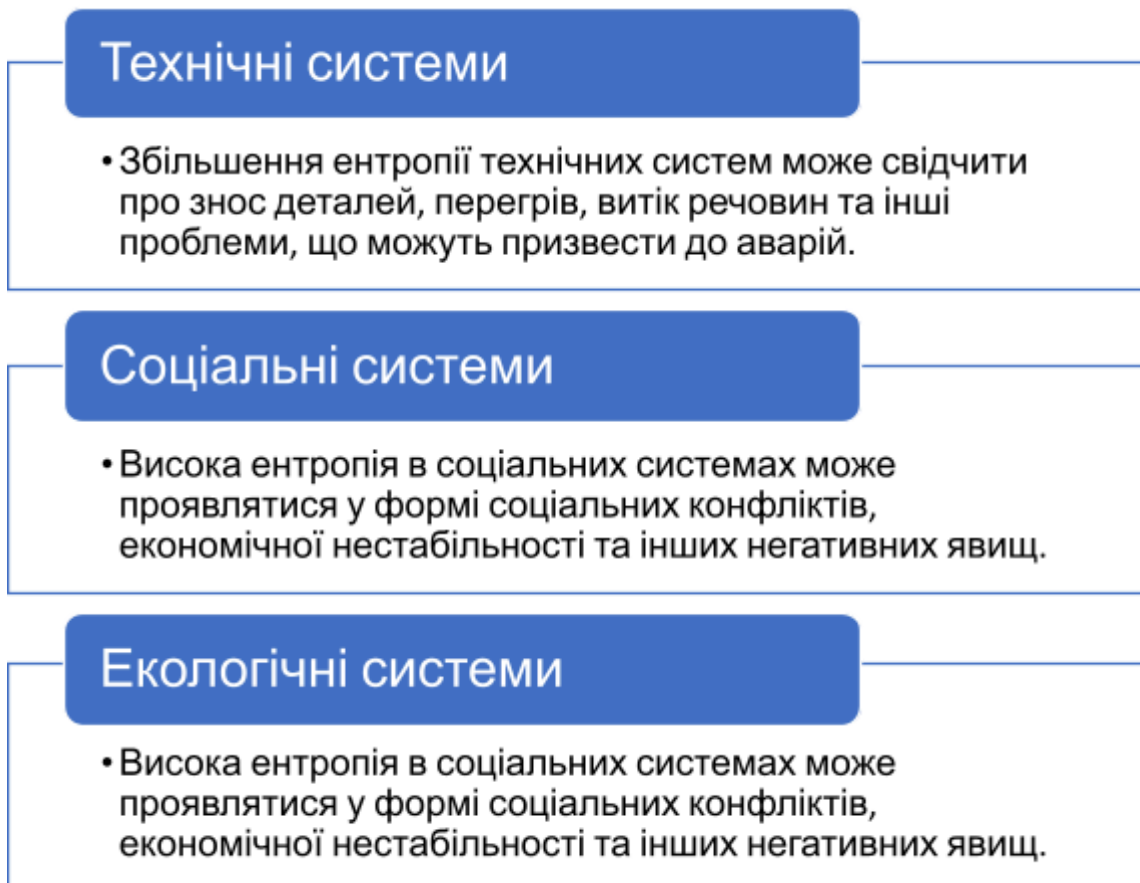 Технічні системи
• Збільшення ентропії технічних систем може свідчити
про знос деталей, перегрів, витік речовин та інші
проблеми, що можуть призвести до аварій.
Соціальні системи
• Висока ентропія в соціальних системах може
проявлятися у формі соціальних конфліктів,
економічної нестабільності та інших негативних явищ.
Екологічні системи
• Висока ентропія в соціальних системах може
проявлятися у формі соціальних конфліктів,
економічної нестабільності та інших негативних явищ.